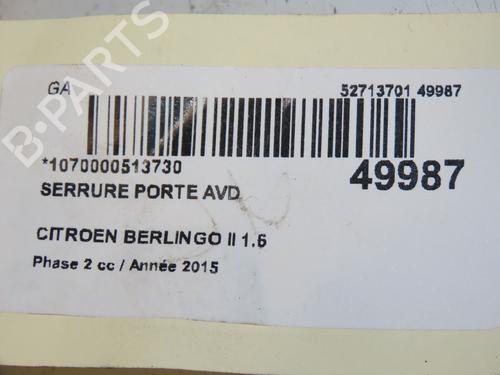 GA 52713701 49987
B-PARTS
*1070000513730 49987
SERRURE PORTE AVD
CITROEN BERLINGO II 1.6
Phase 2 cc / Année 2015